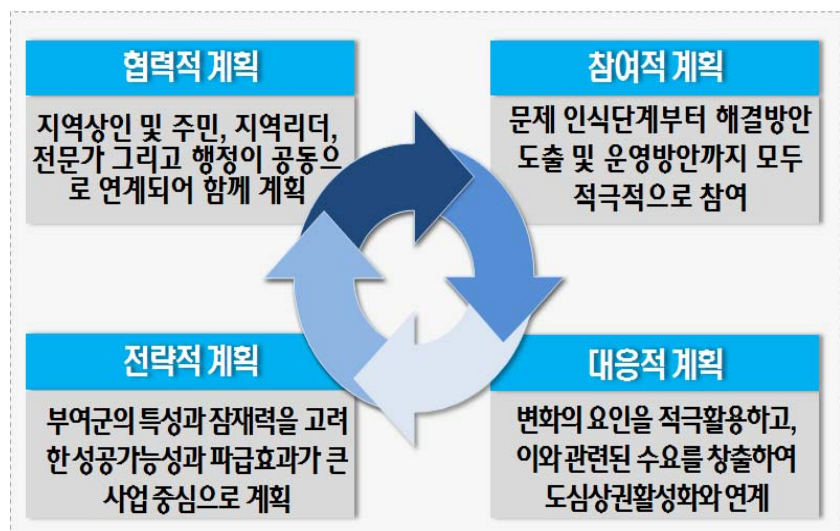 협력적 계획
지역상인 및 주민, 지역리더,
전문가 그리고 행정이 공동으
로 연계되어 함께 계획
참여적 계획
문제 인식단계부터 해결방안
도출 및 운영방안까지 모두
적극적으로 참여
전략적 계획
부여군의 특성과 잠재력을 고려
한 성공가능성과 파급효과가 큰
사업 중심으로 계획
대응적 계획
변화의 요인을 적극활용하고,
이와 관련된 수요를 창출하여
도심상권활성화와 연계